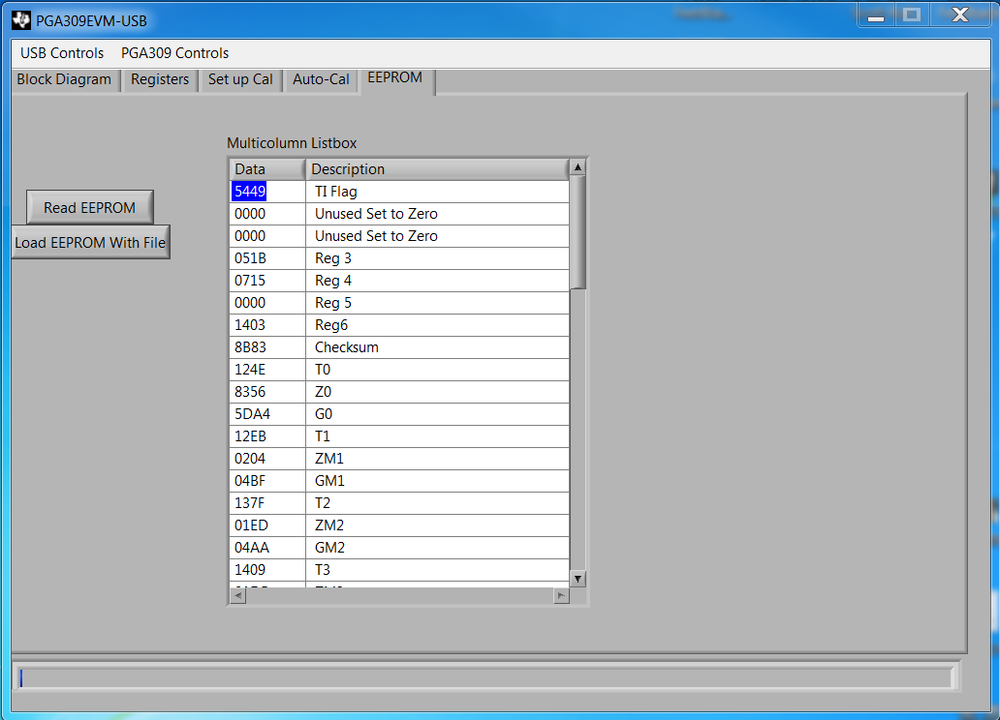 PGA309EVM-USB
USB Controls PGA309 Controls
Block Diagram Registers Set up Cal Auto-Cal EEPROM
Multicolumn Listbox
Data Description
5449 TI Flag
Read EEPROM
0000 Unused Set to Zero
Load EEPROM With File
0000 Unused Set to Zero
051B Reg 3
0715 Reg 4
0000 Reg 5
1403 Reg6
8B83 Checksum
124E T0
8356 Z0
5DA4 G0
12EB T1
0204 ZM1
04BF GM1
137F T2
01ED ZM2
04AA GM2
1409 T3